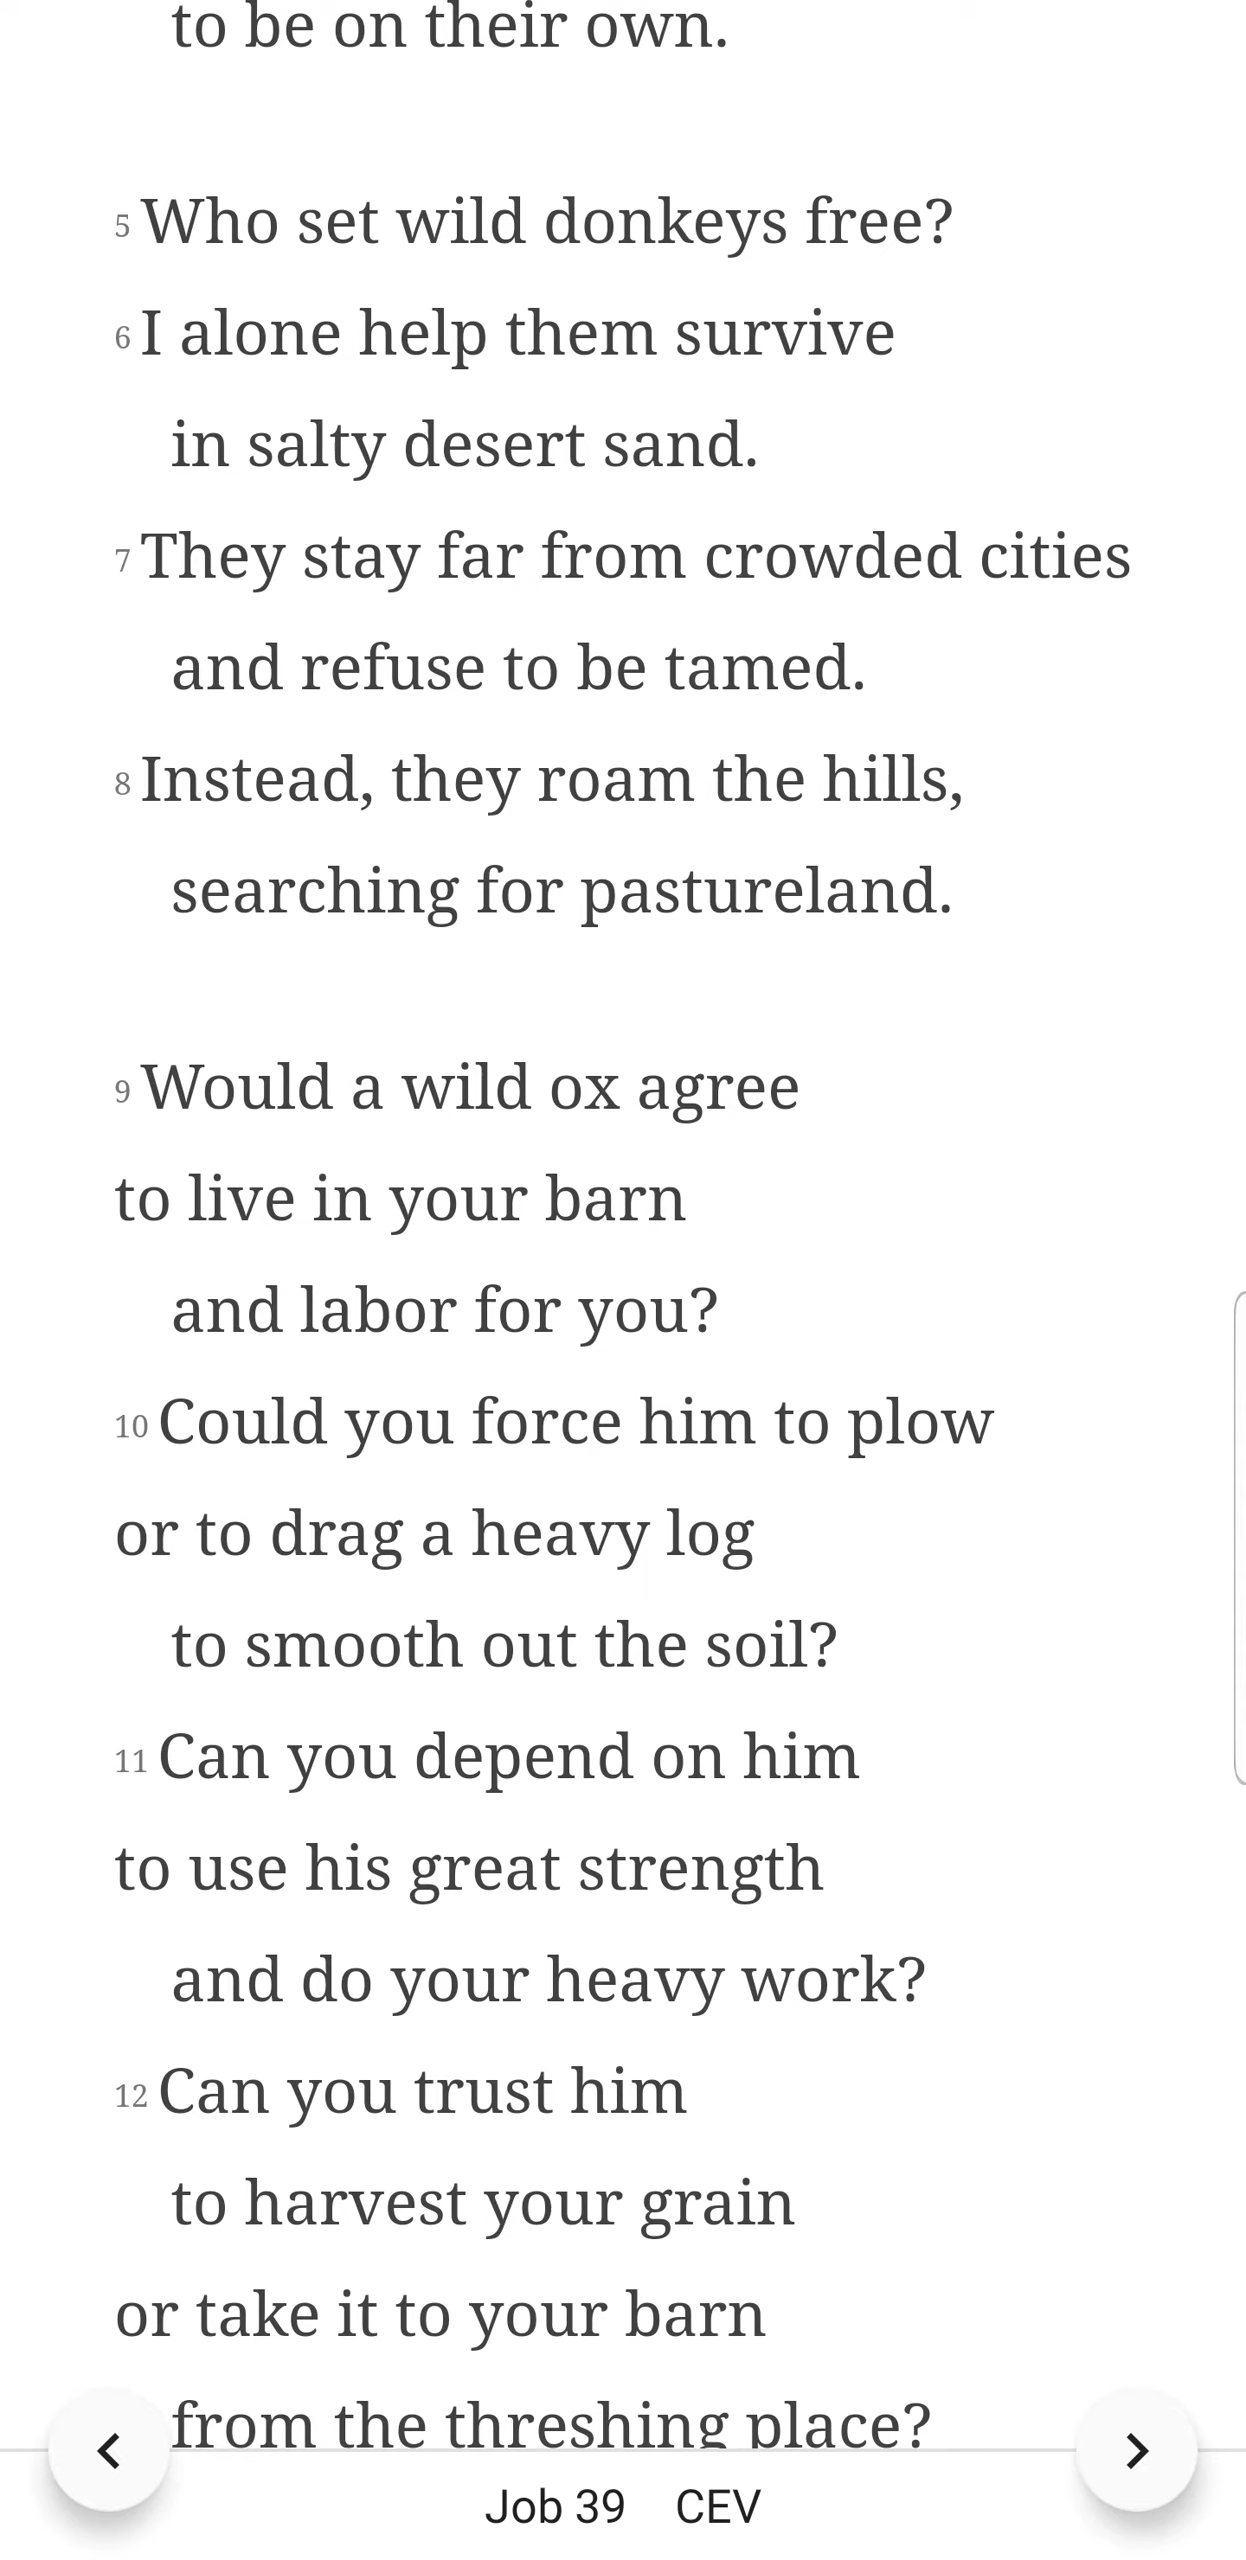 to be on their own.
5 Who set wild donkeys free?
6 I alone help them survive
in salty desert sand.
7 They stay far from crowded cities
and refuse to be tamed.
8 Instead, they roam the hills,
searching for pastureland.
9 Would a wild ox agree
to live in your barn
and labor for you?
10 Could you force him to plow
or to drag a heavy log
to smooth out the soil?
11 Can you depend on him
to use his great strength
and do your heavy work?
12 Can you trust him
to harvest your grain
or take it to your barn
from the threshing place?
Job 39 CEV